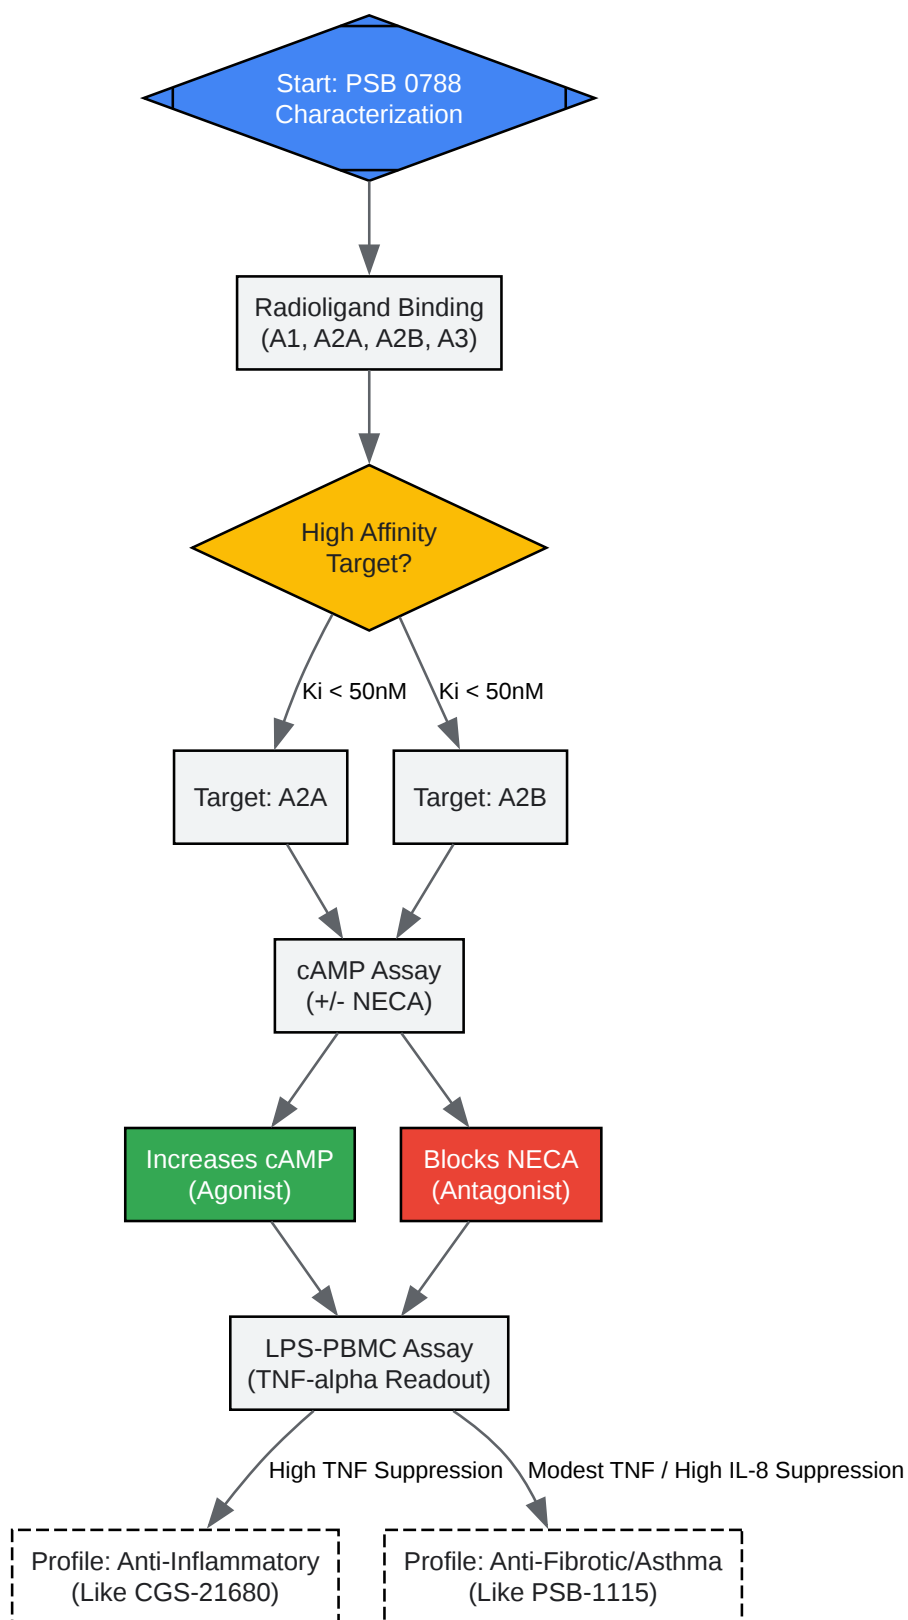 Start: PSB 0788
Characterization
Radioligand Binding
(A1, A2A, A2B, A3)
High Affinity
Target?
Ki < 50nM
Ki < 50nM
Target: A2A
Target: A2B
cAMP Assay
(+/- NECA)
Increases cAMP
(Agonist)
Blocks NECA
(Antagonist)
LPS-PBMC Assay
(TNF-alpha Readout)
High TNF Suppression
Modest TNF / High IL-8 Suppression
Profile: Anti-Inflammatory
(Like CGS-21680)
Profile: Anti-Fibrotic/Asthma
(Like PSB-1115)